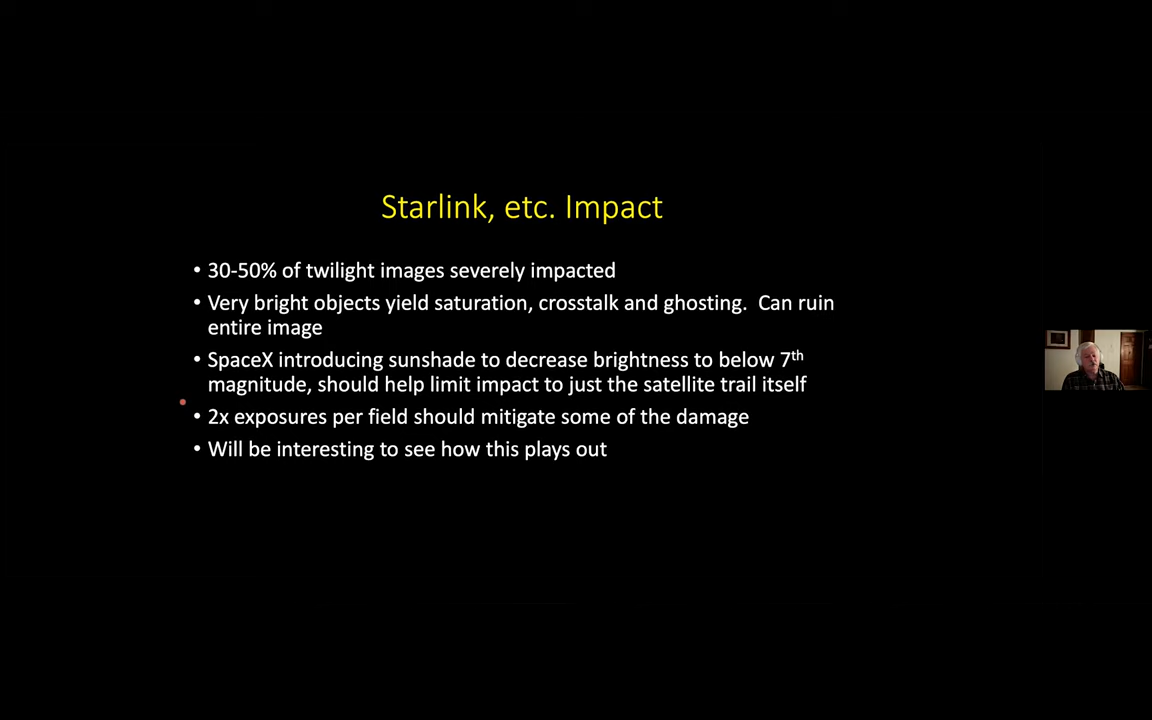 Starlink, etc. Impact
• 30-50% of twilight images severely impacted
• Very bright objects yield saturation, crosstalk and ghosting.  Can ruin
entire image
• SpaceX introducing sunshade to decrease brightness to below 7th
magnitude, should help limit impact to just the satellite trail itself
• 2x exposures per field should mitigate some of the damage
• Will be interesting to see how this plays out